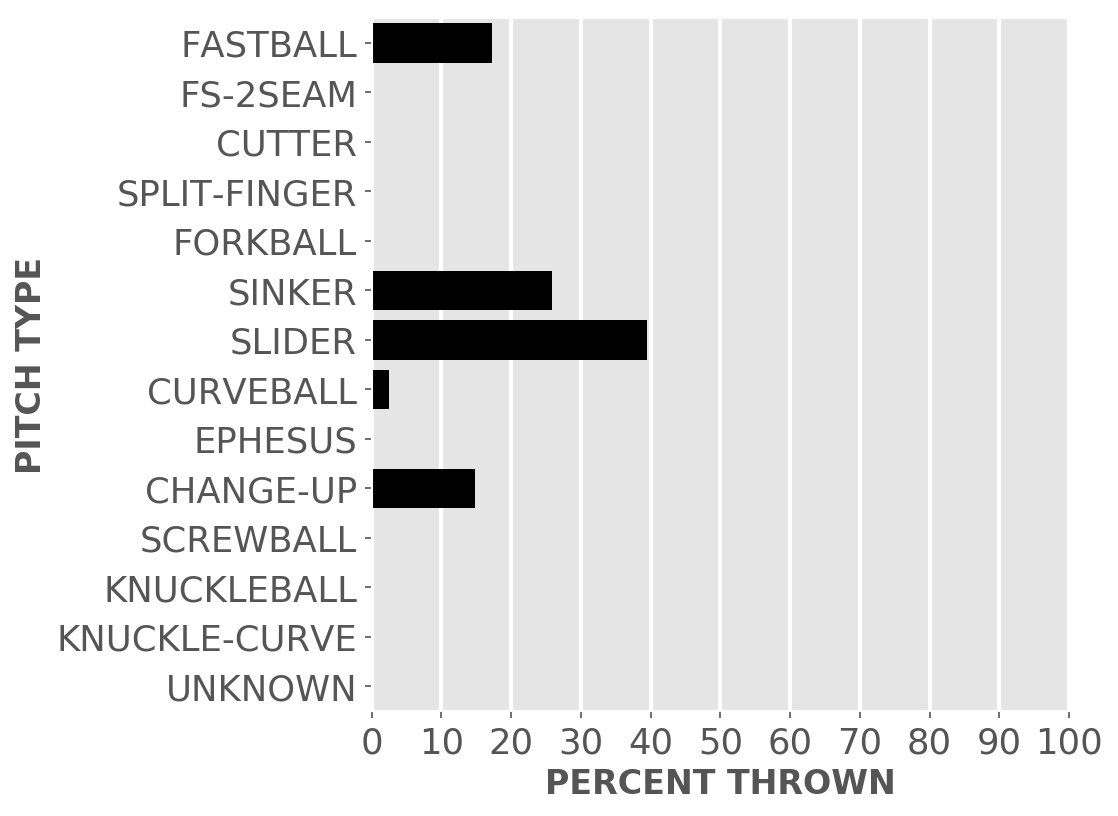 FASTBALL
FS-2SEAM
CUTTER
SPLIT-FINGER
FORKBALL
SINKER
SLIDER
CURVEBALL
EPHESUS
CHANGE-UP
SCREWBALL
KNUCKLEBALL
KNUCKLE-CURVE
UNKNOWN
PITCH TYPE
0 10 20 30 40 50 60 70 80 90 100
PERCENT THROWN